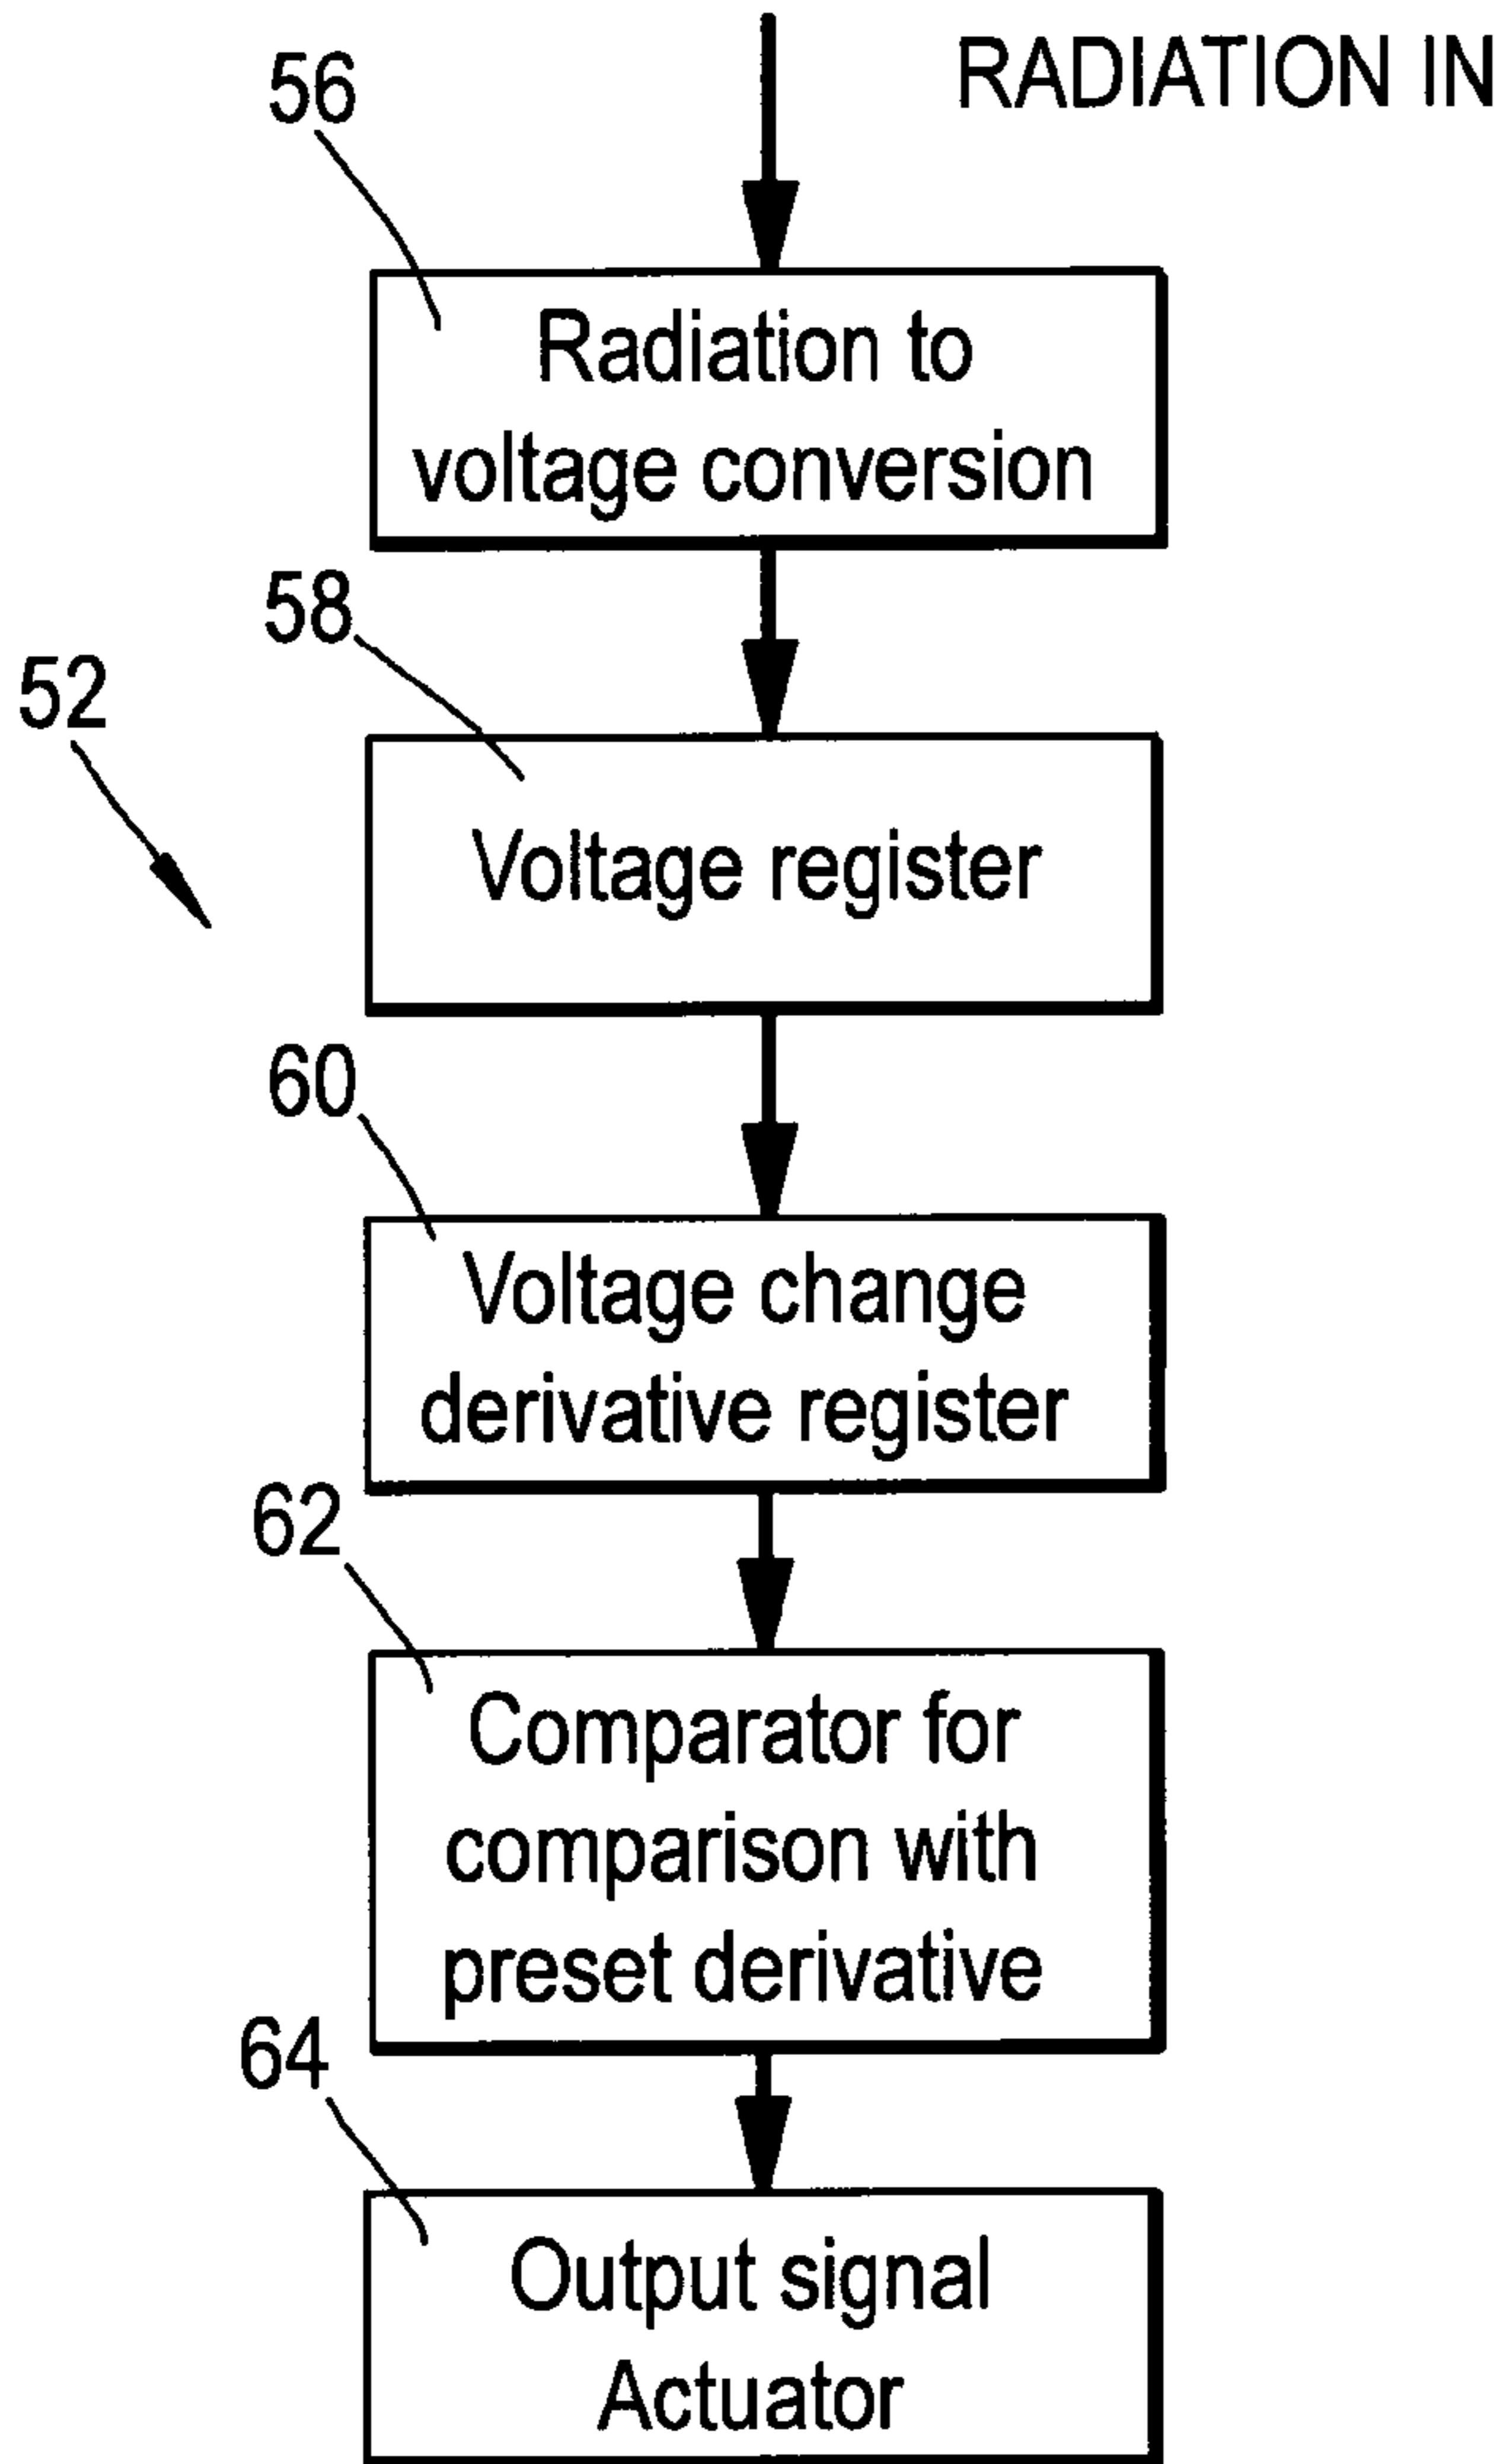 RADIATION IN
56
Radiation to
voltage conversion
58
52
Voltage register
60
Voltage change
derivative register
62
Comparator for
comparison with
preset derivative
64
Output signal
Actuator